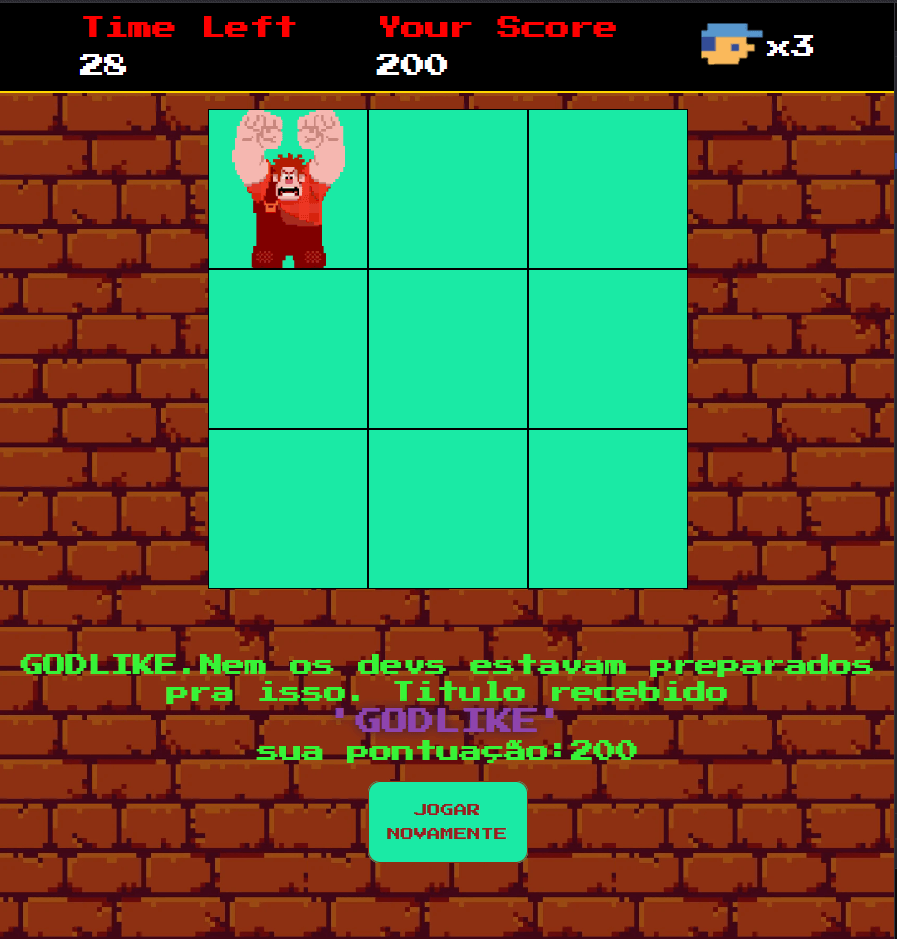 Time Left
Your Score
28
200
x3
GODLIKE.Nem os devs estavam preparados
pra isso. Titulo recebido
'GODLIKE'
sua pontuação:200
JOGAR
NOVAMENTE